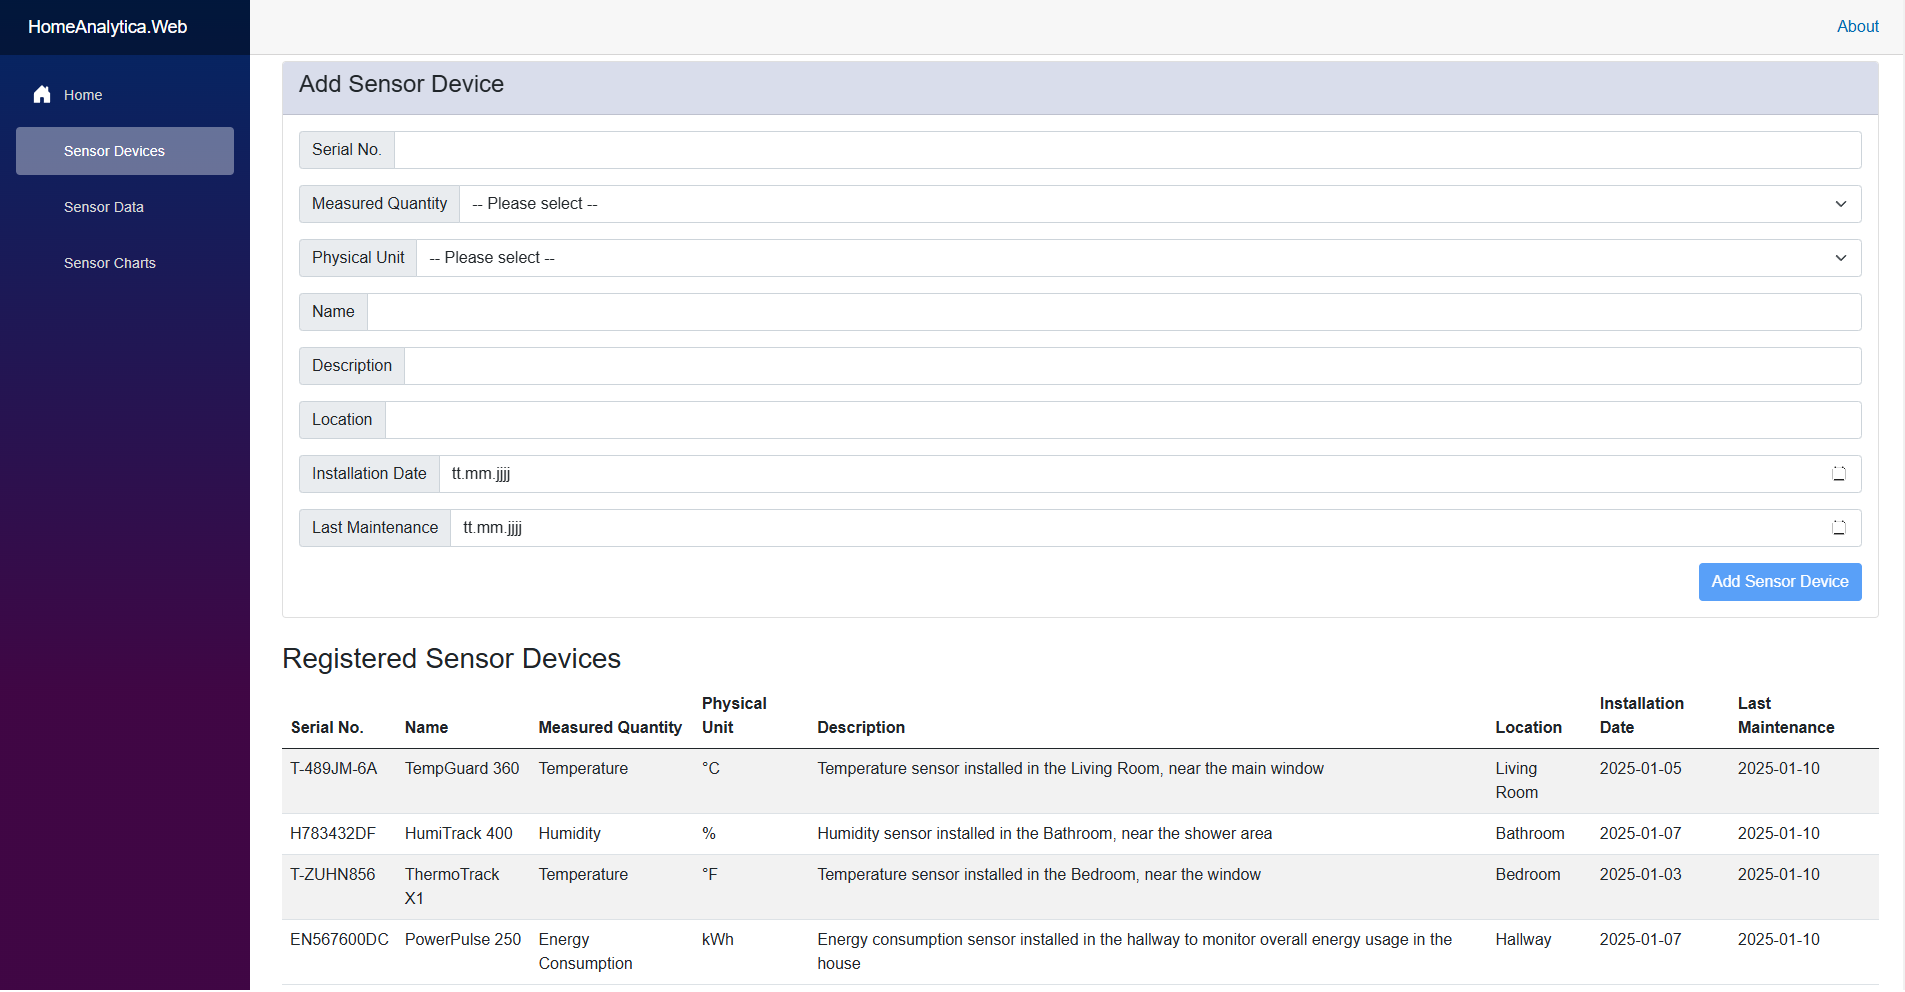 HomeAnalytica.Web
About
Home
Sensor Devices
Sensor Data
Sensor Charts
Add Sensor Device
Serial No.
Measured Quantity -- Please select --
Physical Unit -- Please select --
Name
Description
Location
Installation Date tt.mm.jjjj
Last Maintenance tt.mm.jjjj
Add Sensor Device
Registered Sensor Devices
Serial No. Name Measured Quantity Physical Unit Description Location Installation Date Last Maintenance
T-489JM-6A TempGuard 360 Temperature °C Temperature sensor installed in the Living Room, near the main window Living Room 2025-01-05 2025-01-10
H783432DF HumiTrack 400 Humidity % Humidity sensor installed in the Bathroom, near the shower area Bathroom 2025-01-07 2025-01-10
T-ZUHN856 ThermoTrack X1 Temperature °F Temperature sensor installed in the Bedroom, near the window Bedroom 2025-01-03 2025-01-10
EN567600DC PowerPulse 250 Energy Consumption kWh Energy consumption sensor installed in the hallway to monitor overall energy usage in the house Hallway 2025-01-07 2025-01-10